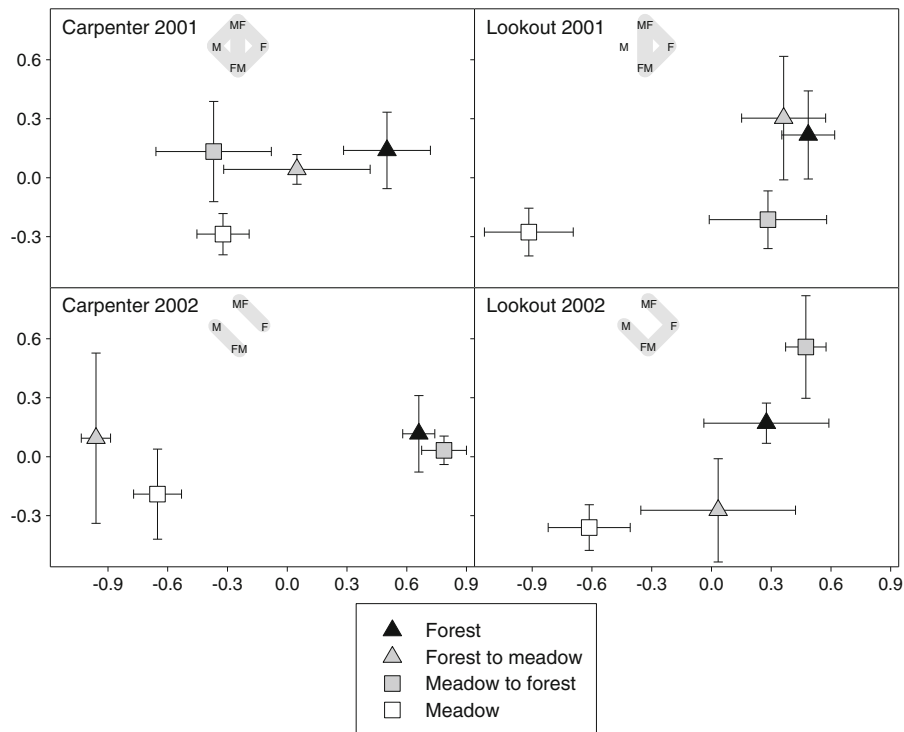 Carpenter 2001
MF
M F
FM
Lookout 2001
MF
M F
FM
0.6
0.3
0.0
-0.3
Carpenter 2002
MF
M F
FM
Lookout 2002
MF
M F
FM
0.6
0.3
0.0
-0.3
-0.9 -0.6 -0.3 0.0 0.3 0.6 0.9
-0.9 -0.6 -0.3 0.0 0.3 0.6 0.9
Forest
Forest to meadow
Meadow to forest
Meadow